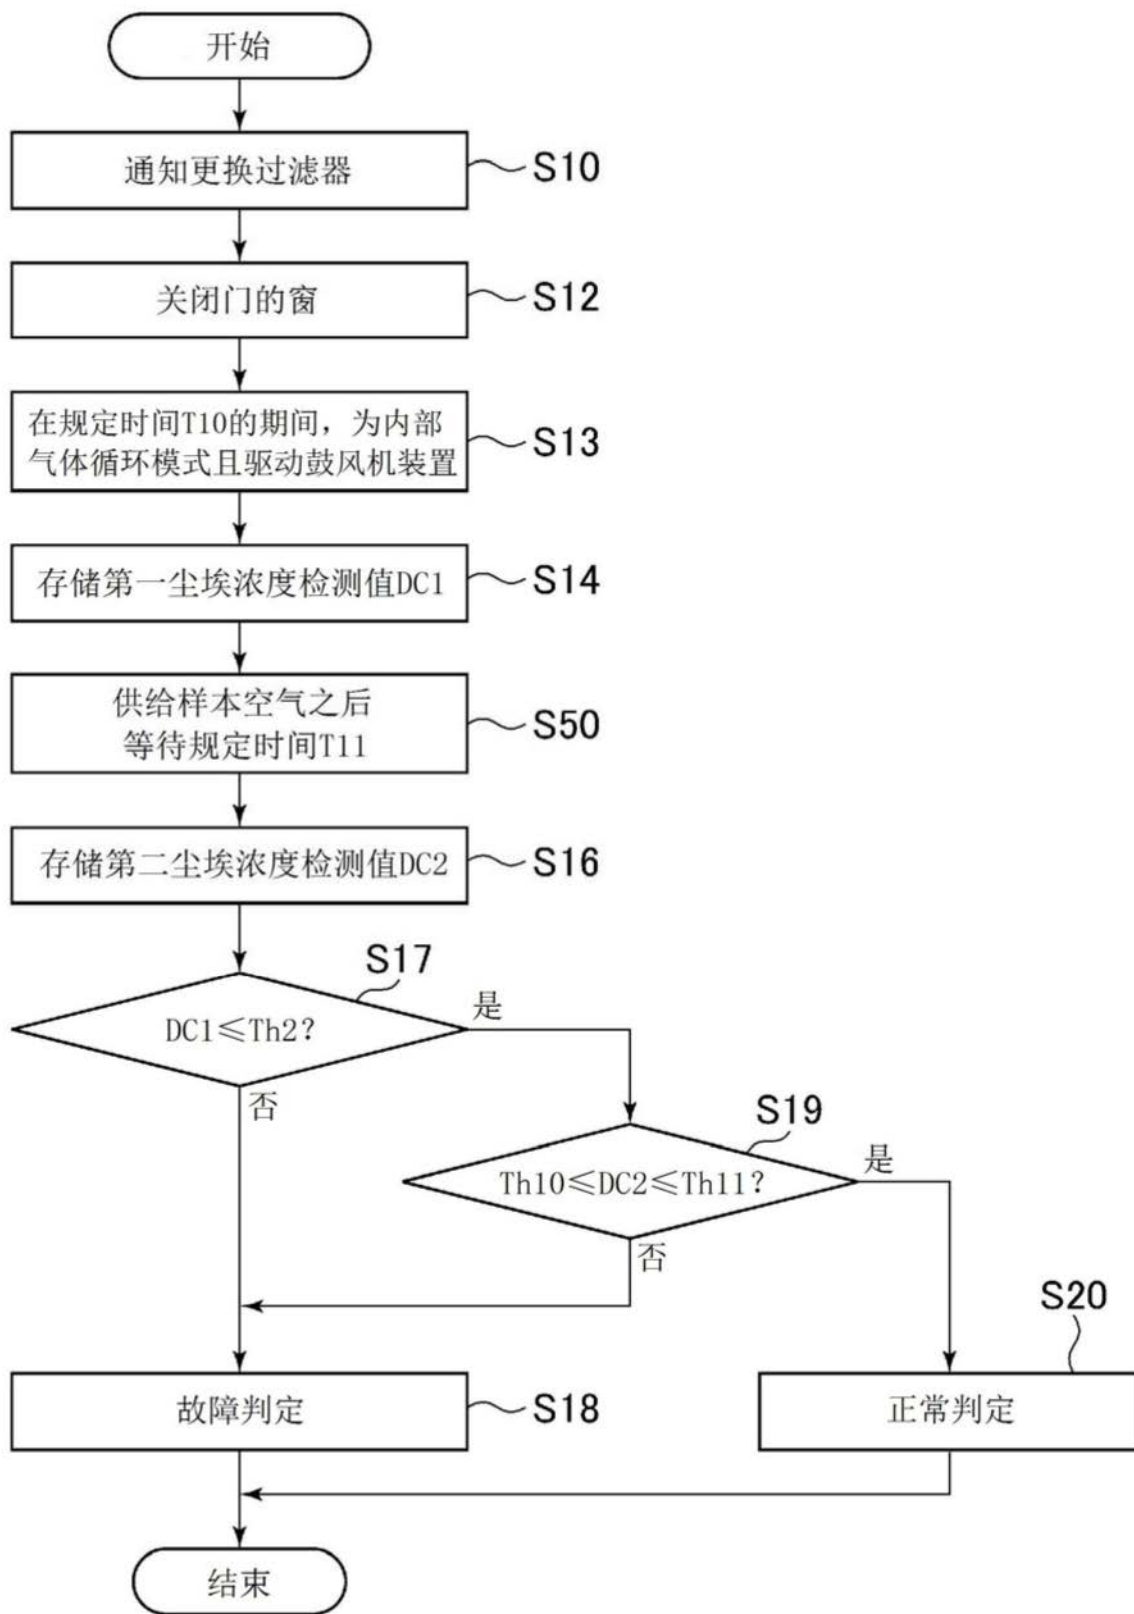 开始
通知更换过滤器
S10
关闭门的窗
S12
在规定时间T10的期间，为内部
气体循环模式且驱动鼓风机装置
S13
存储第一尘埃浓度检测值DC1
S14
供给样本空气之后
等待规定时间T11
S50
存储第二尘埃浓度检测值DC2
S16
S17
DC1≤Th2？
是
否
S19
Th10≤DC2≤Th11？
是
否
S20
故障判定
S18
正常判定
结束